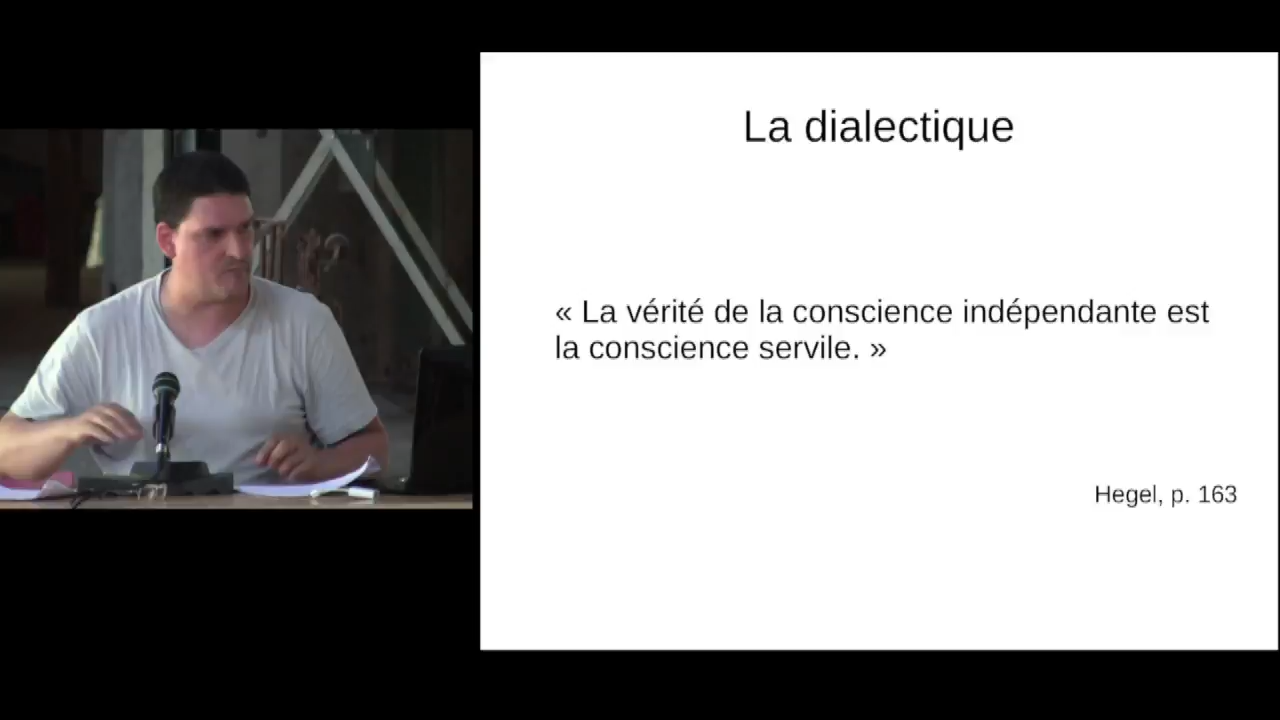 La dialectique
« La vérité de la conscience indépendante est
la conscience servile. »
Hegel, p. 163